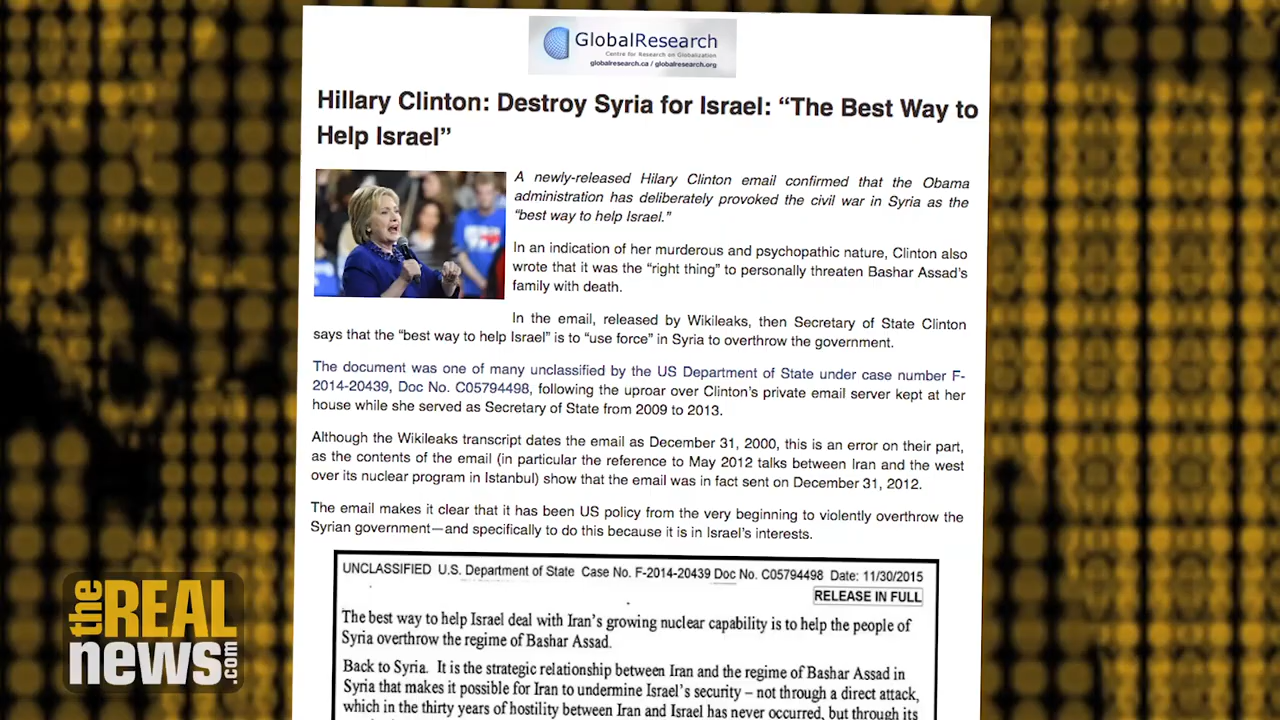 GlobalResearch
Centre for Research on Globalization
globalresearch.ca / globalresearch.org
Hillary Clinton: Destroy Syria for Israel: “The Best Way to
Help Israel”
A newly-released Hilary Clinton email confirmed that the Obama
administration has deliberately provoked the civil war in Syria as the
“best way to help Israel.”
In an indication of her murderous and psychopathic nature, Clinton also
wrote that it was the “right thing” to personally threaten Bashar Assad’s
family with death.
In the email, released by Wikileaks, then Secretary of State Clinton
says that the “best way to help Israel” is to “use force” in Syria to overthrow the government.
The document was one of many unclassified by the US Department of State under case number F-
2014-20439, Doc No. C05794498, following the uproar over Clinton’s private email server kept at her
house while she served as Secretary of State from 2009 to 2013.
Although the Wikileaks transcript dates the email as December 31, 2000, this is an error on their part,
as the contents of the email (in particular the reference to May 2012 talks between Iran and the west
over its nuclear program in Istanbul) show that the email was in fact sent on December 31, 2012.
The email makes it clear that it has been US policy from the very beginning to violently overthrow the
Syrian government—and specifically to do this because it is in Israel’s interests.
UNCLASSIFIED U.S. Department of State Case No. F-2014-20439 Doc No. C05794498 Date: 11/30/2015
RELEASE IN FULL
The best way to help Israel deal with Iran’s growing nuclear capability is to help the people of
Syria overthrow the regime of Bashar Assad.
Back to Syria. It is the strategic relationship between Iran and the regime of Bashar Assad in
Syria that makes it possible for Iran to undermine Israel’s security – not through a direct attack,
which in the thirty years of hostility between Iran and Israel has never occurred, but through its
the REAL
news.com